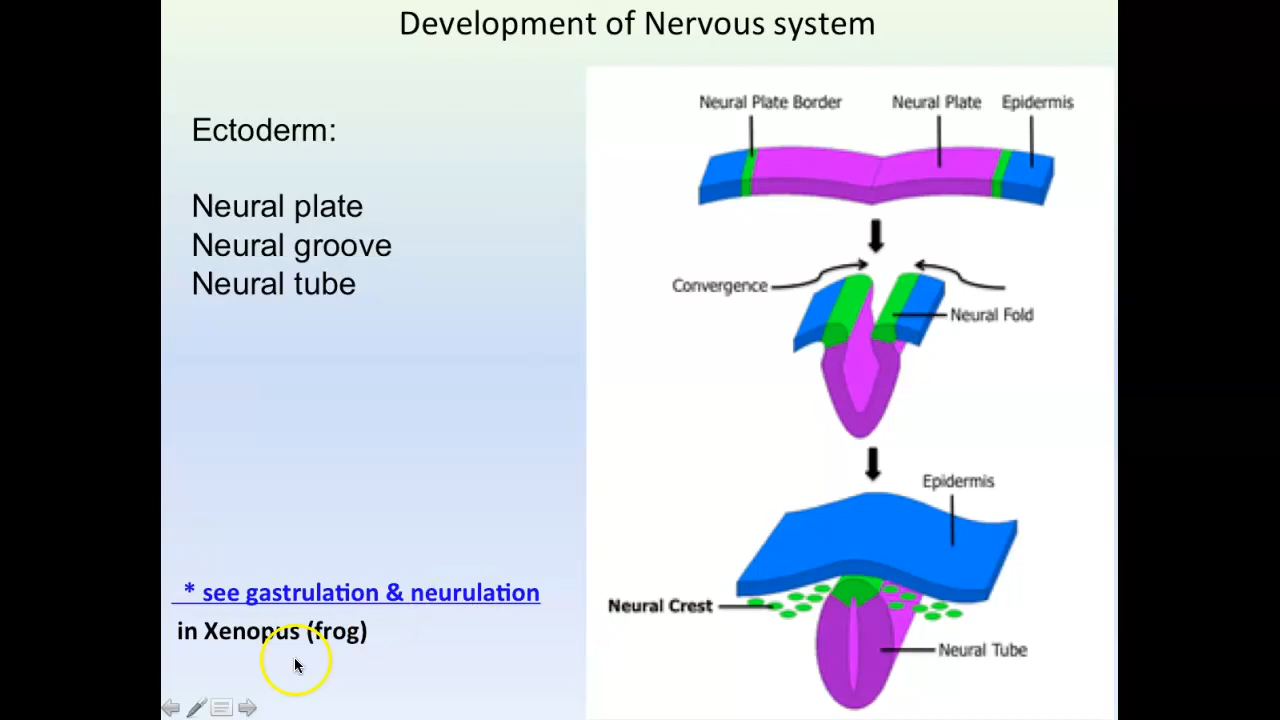 Development of Nervous system
Ectoderm:
Neural plate
Neural groove
Neural tube
* see gastrulation & neurulation
in Xenopus (frog)
Neural Plate Border
Neural Plate
Epidermis
Convergence
Neural Fold
Epidermis
Neural Crest
Neural Tube